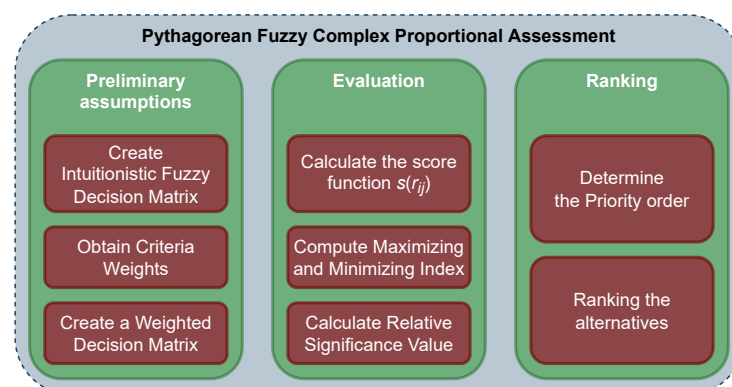 Pythagorean Fuzzy Complex Proportional Assessment
Preliminary
assumptions
Create
Intuitionistic Fuzzy
Decision Matrix
Obtain Criteria
Weights
Create a Weighted
Decision Matrix
Evaluation
Calculate the score
function s(rij)
Compute Maximizing
and Minimizing Index
Calculate Relative
Significance Value
Ranking
Determine
the Priority order
Ranking the
alternatives